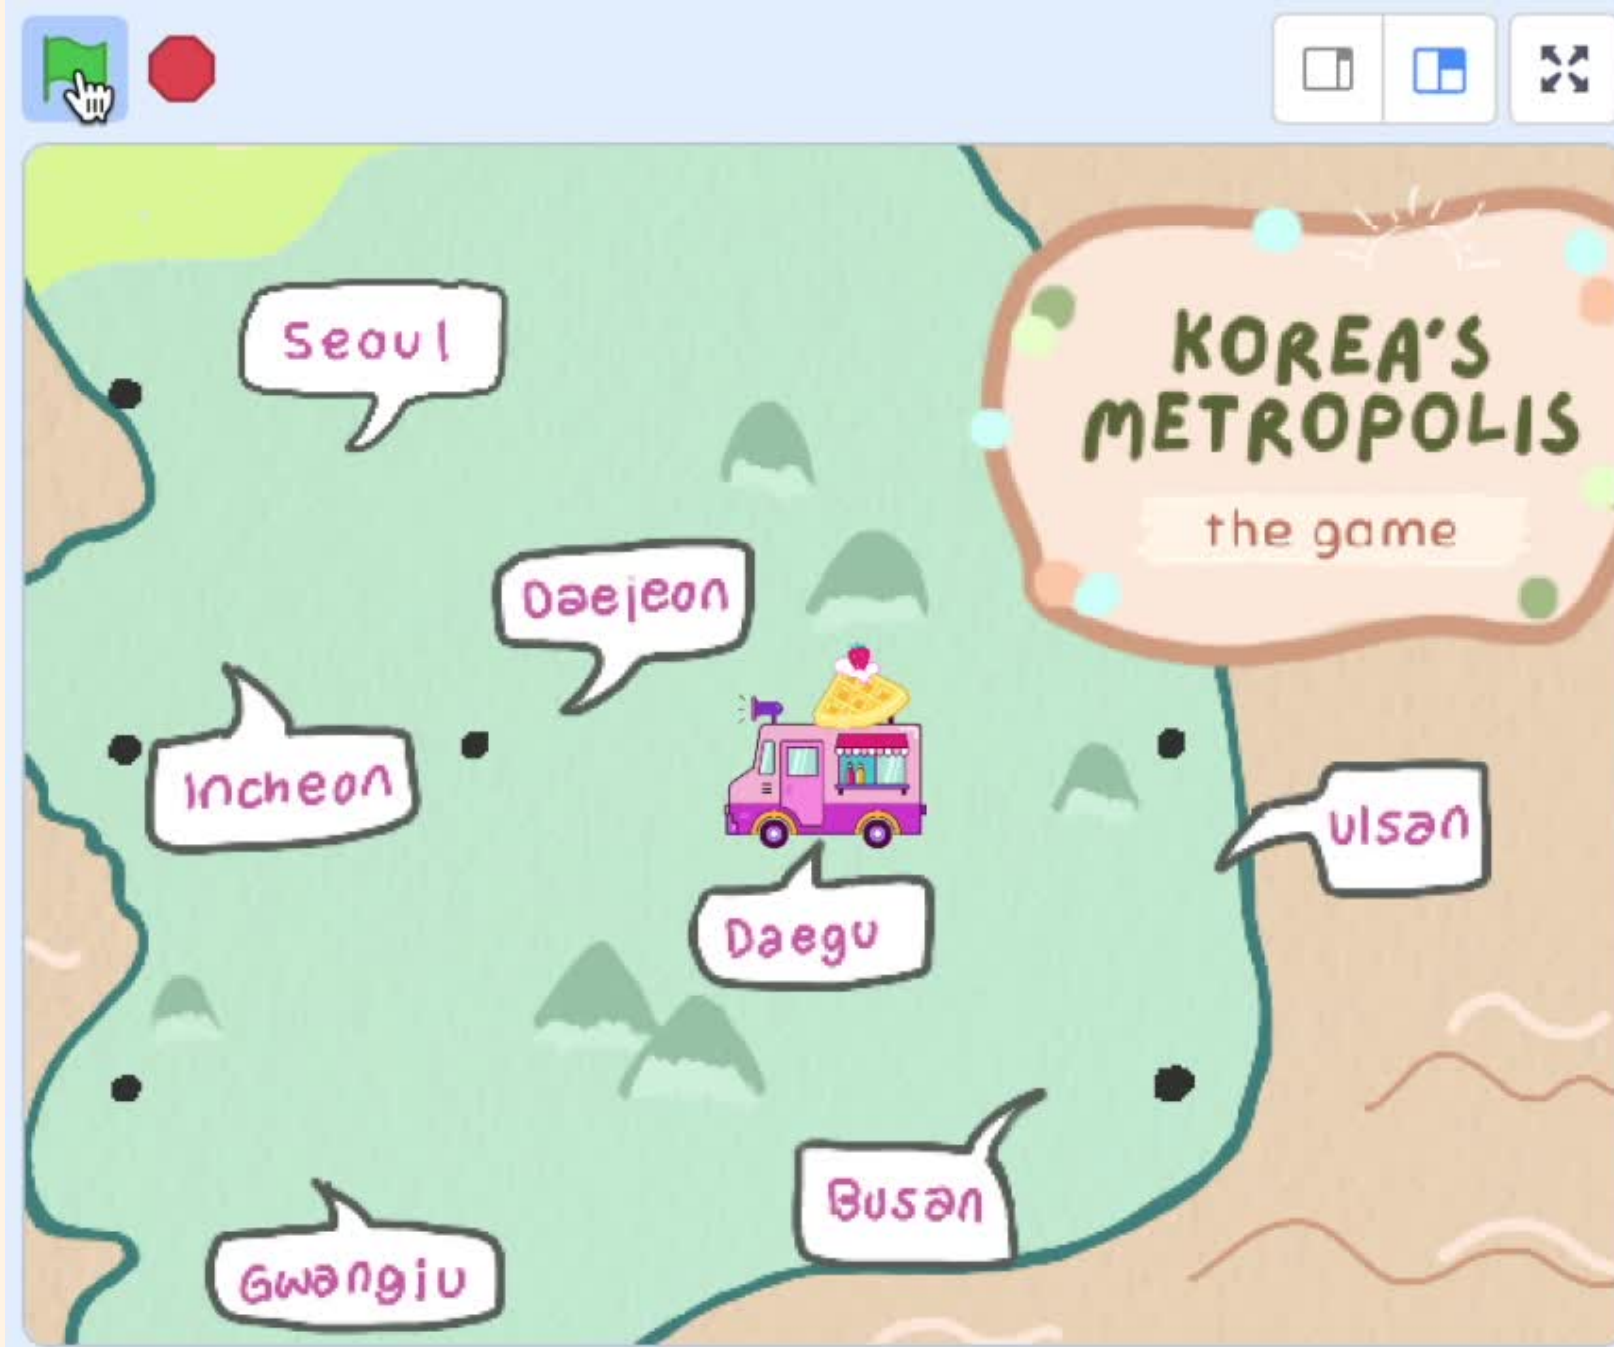 KOREA'S
METROPOLIS
the game
Seoul
Daejeon
Incheon
ulsan
Daegu
Busan
Gwangju